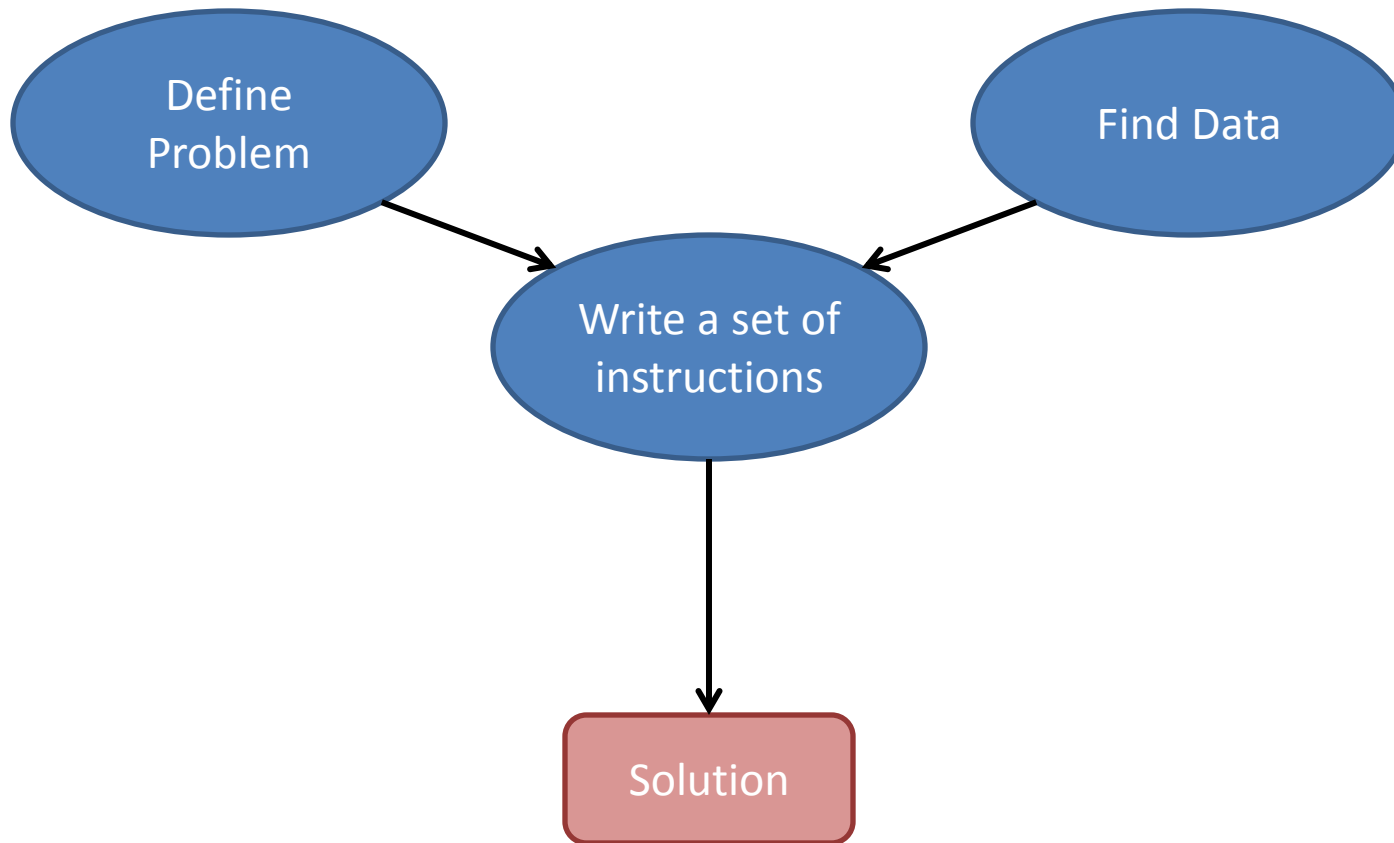 Define
Problem
Find Data
Write a set of
instructions
Solution